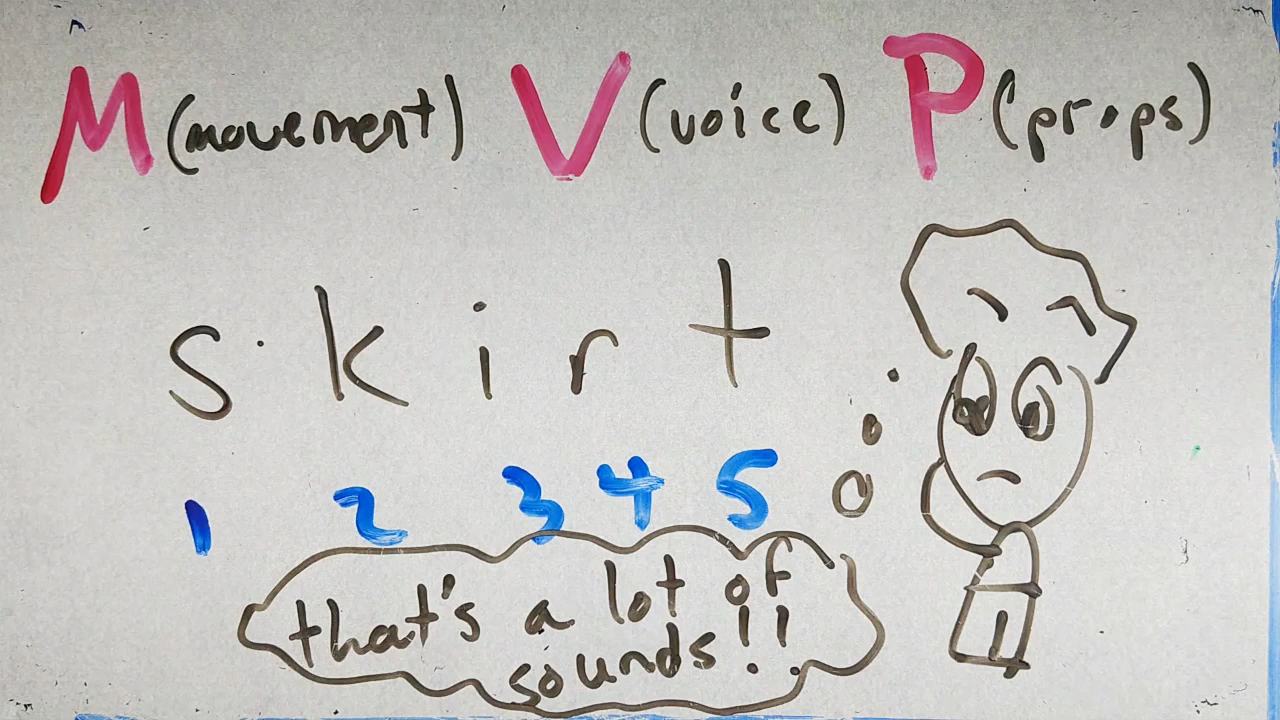 M (movement) V (voice) P (props)
s k i r t
1 2 3 4 5
that's a lot of
sounds!!